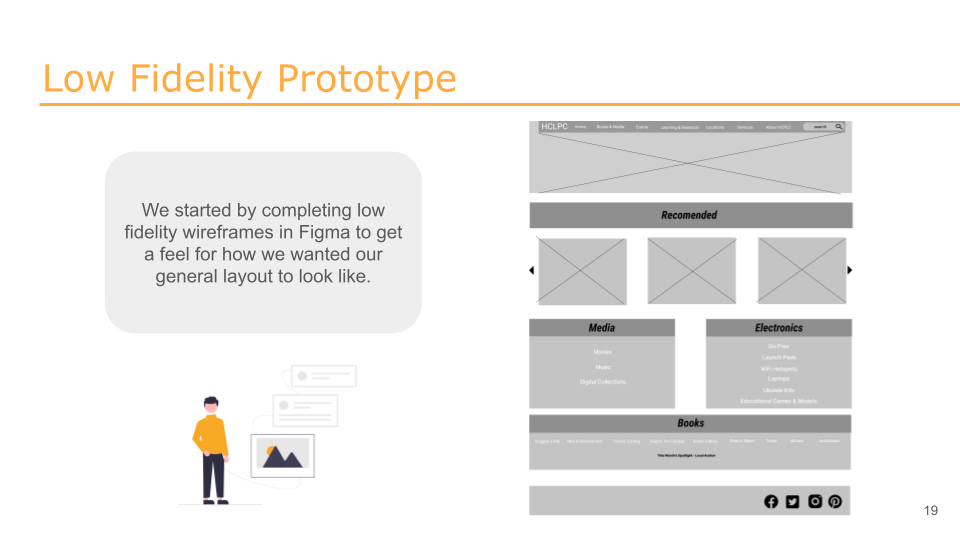 Low Fidelity Prototype
We started by completing low
fidelity wireframes in Figma to get
a feel for how we wanted our
general layout to look like.
HCLPC Home Books & Media Events Learning & Research Locations Services About HCPLC search
Recomended
Media
Movies
Music
Digital Collections
Electronics
Launch Pads
WiFi Hotspots
Laptops
Ukulele Kits
Educational Games & Models
Books
This Month's Spotlight - Local Author
19